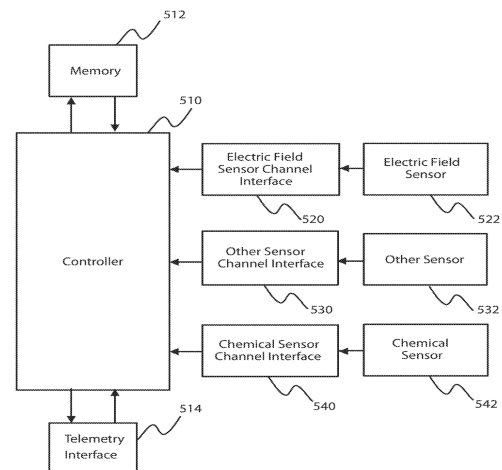 512
Memory
510
Electric Field
Sensor Channel
Interface
Electric Field
Sensor
520
522
Controller
Other Sensor
Channel Interface
Other Sensor
530
532
Chemical Sensor
Channel Interface
Chemical
Sensor
540
542
514
Telemetry
Interface